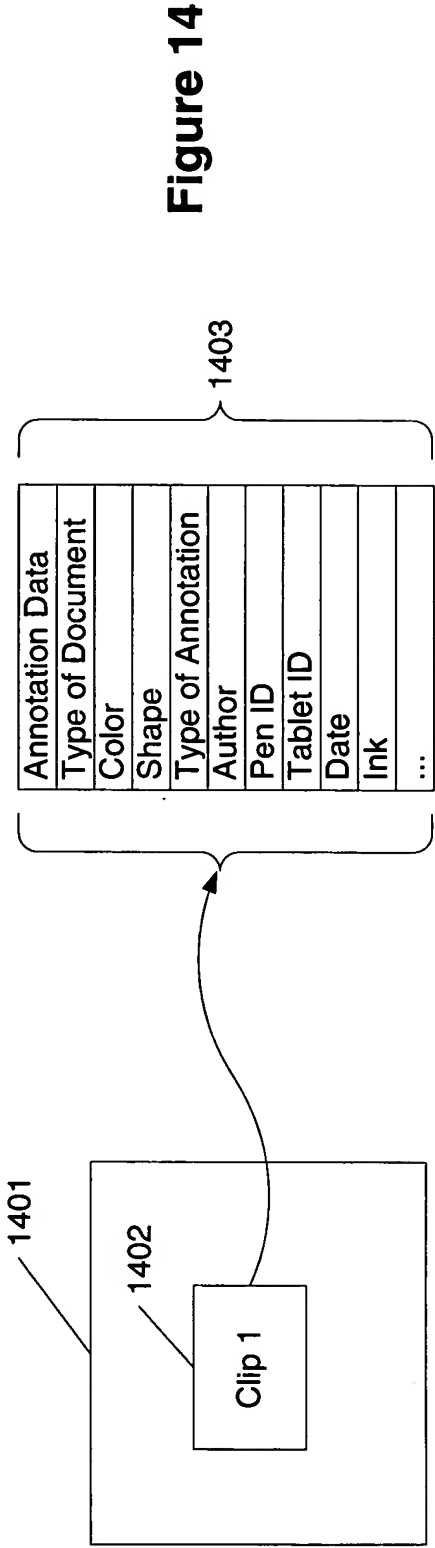 1401
1402
Clip 1
Annotation Data
Type of Document
Color
Shape
Type of Annotation
Author
Pen ID
Tablet ID
Date
Ink
...
1403
Figure 14